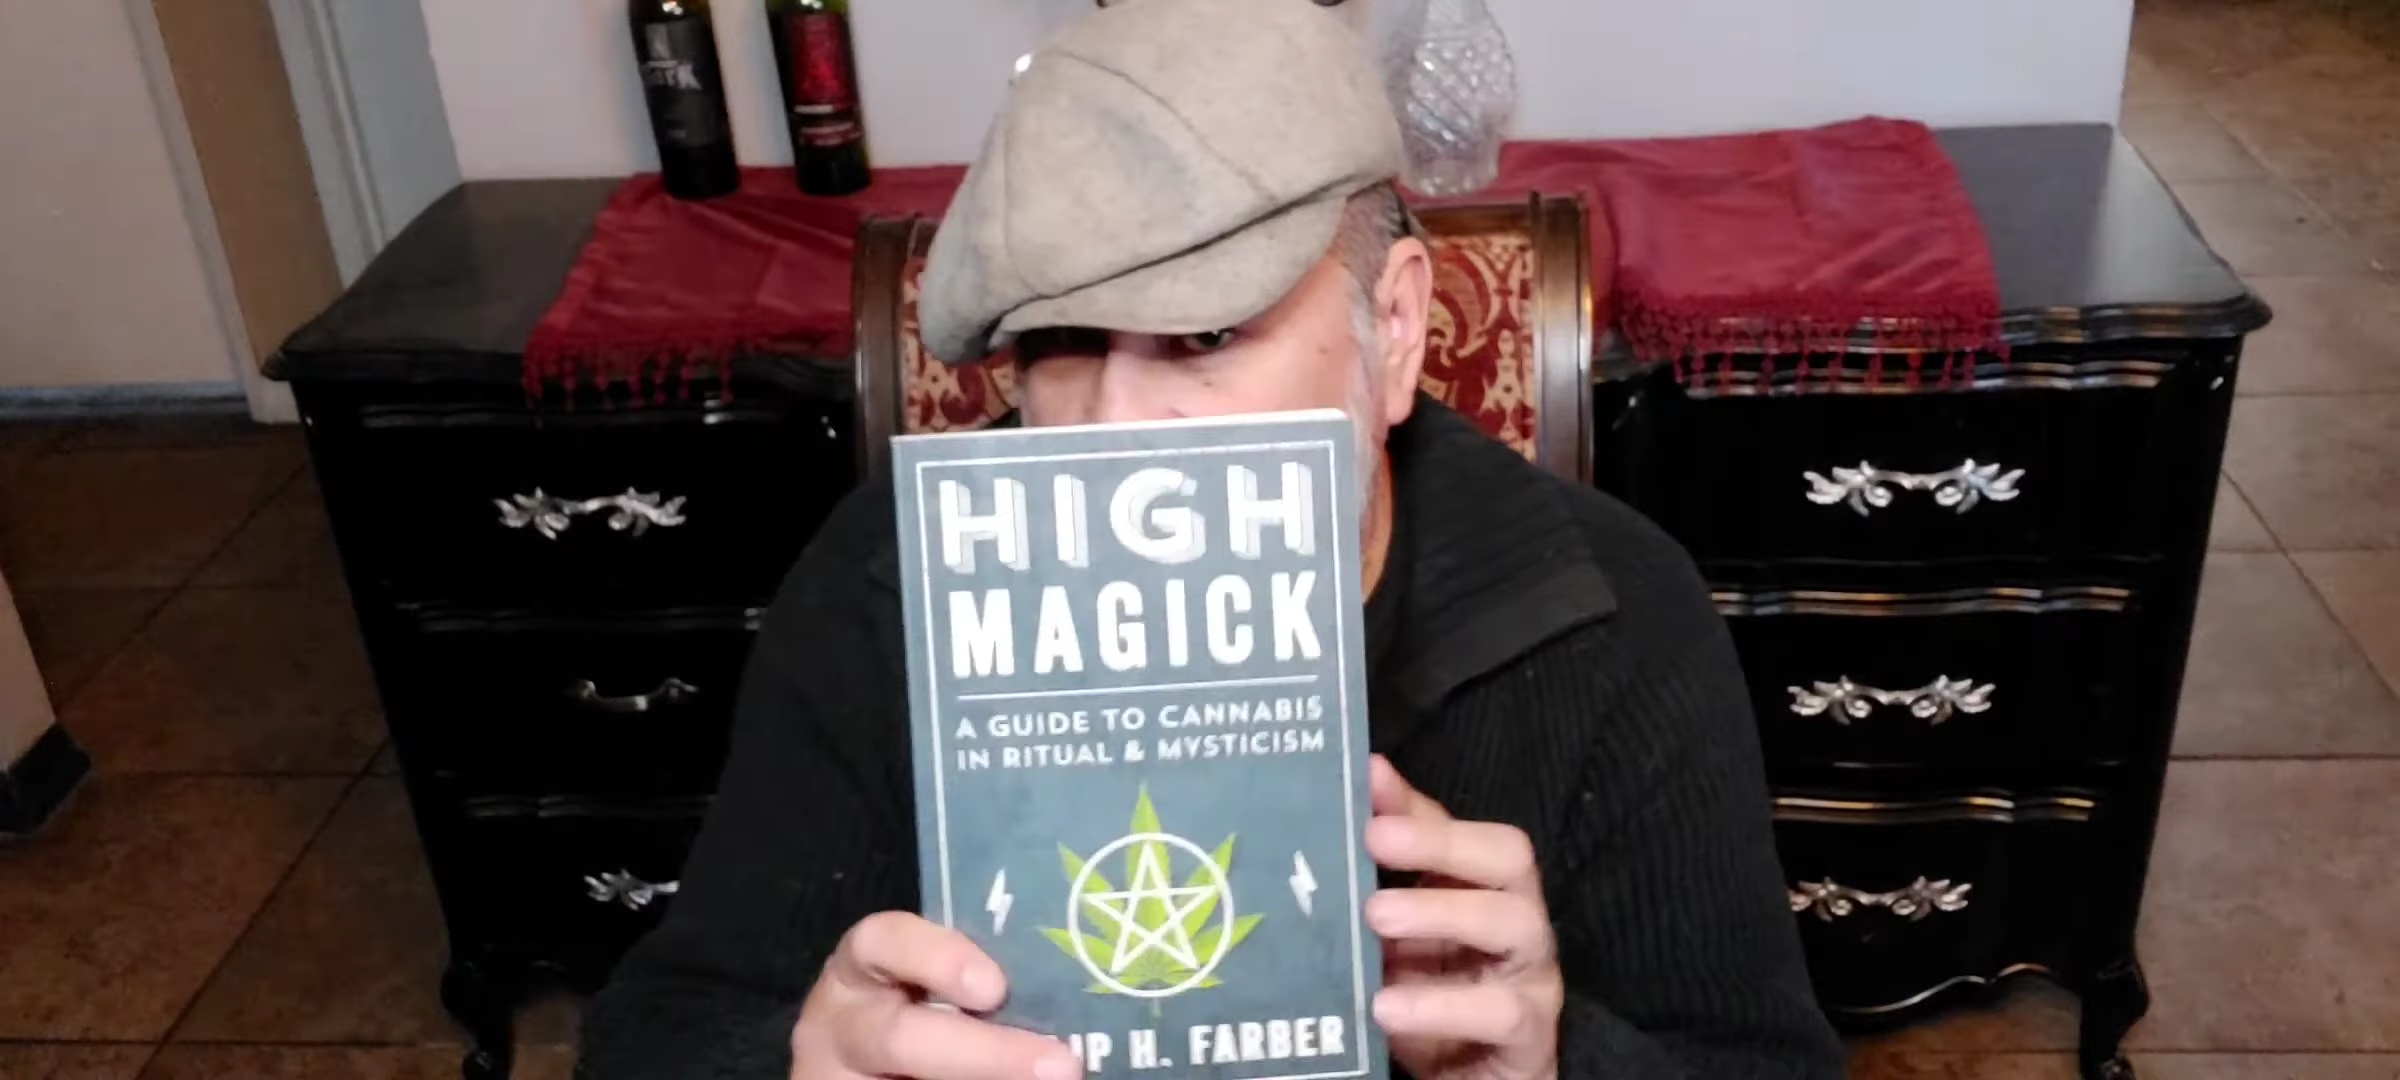 HIGH
MAGICK
A GUIDE TO CANNABIS
IN RITUAL & MYSTICISM
H. FARBER